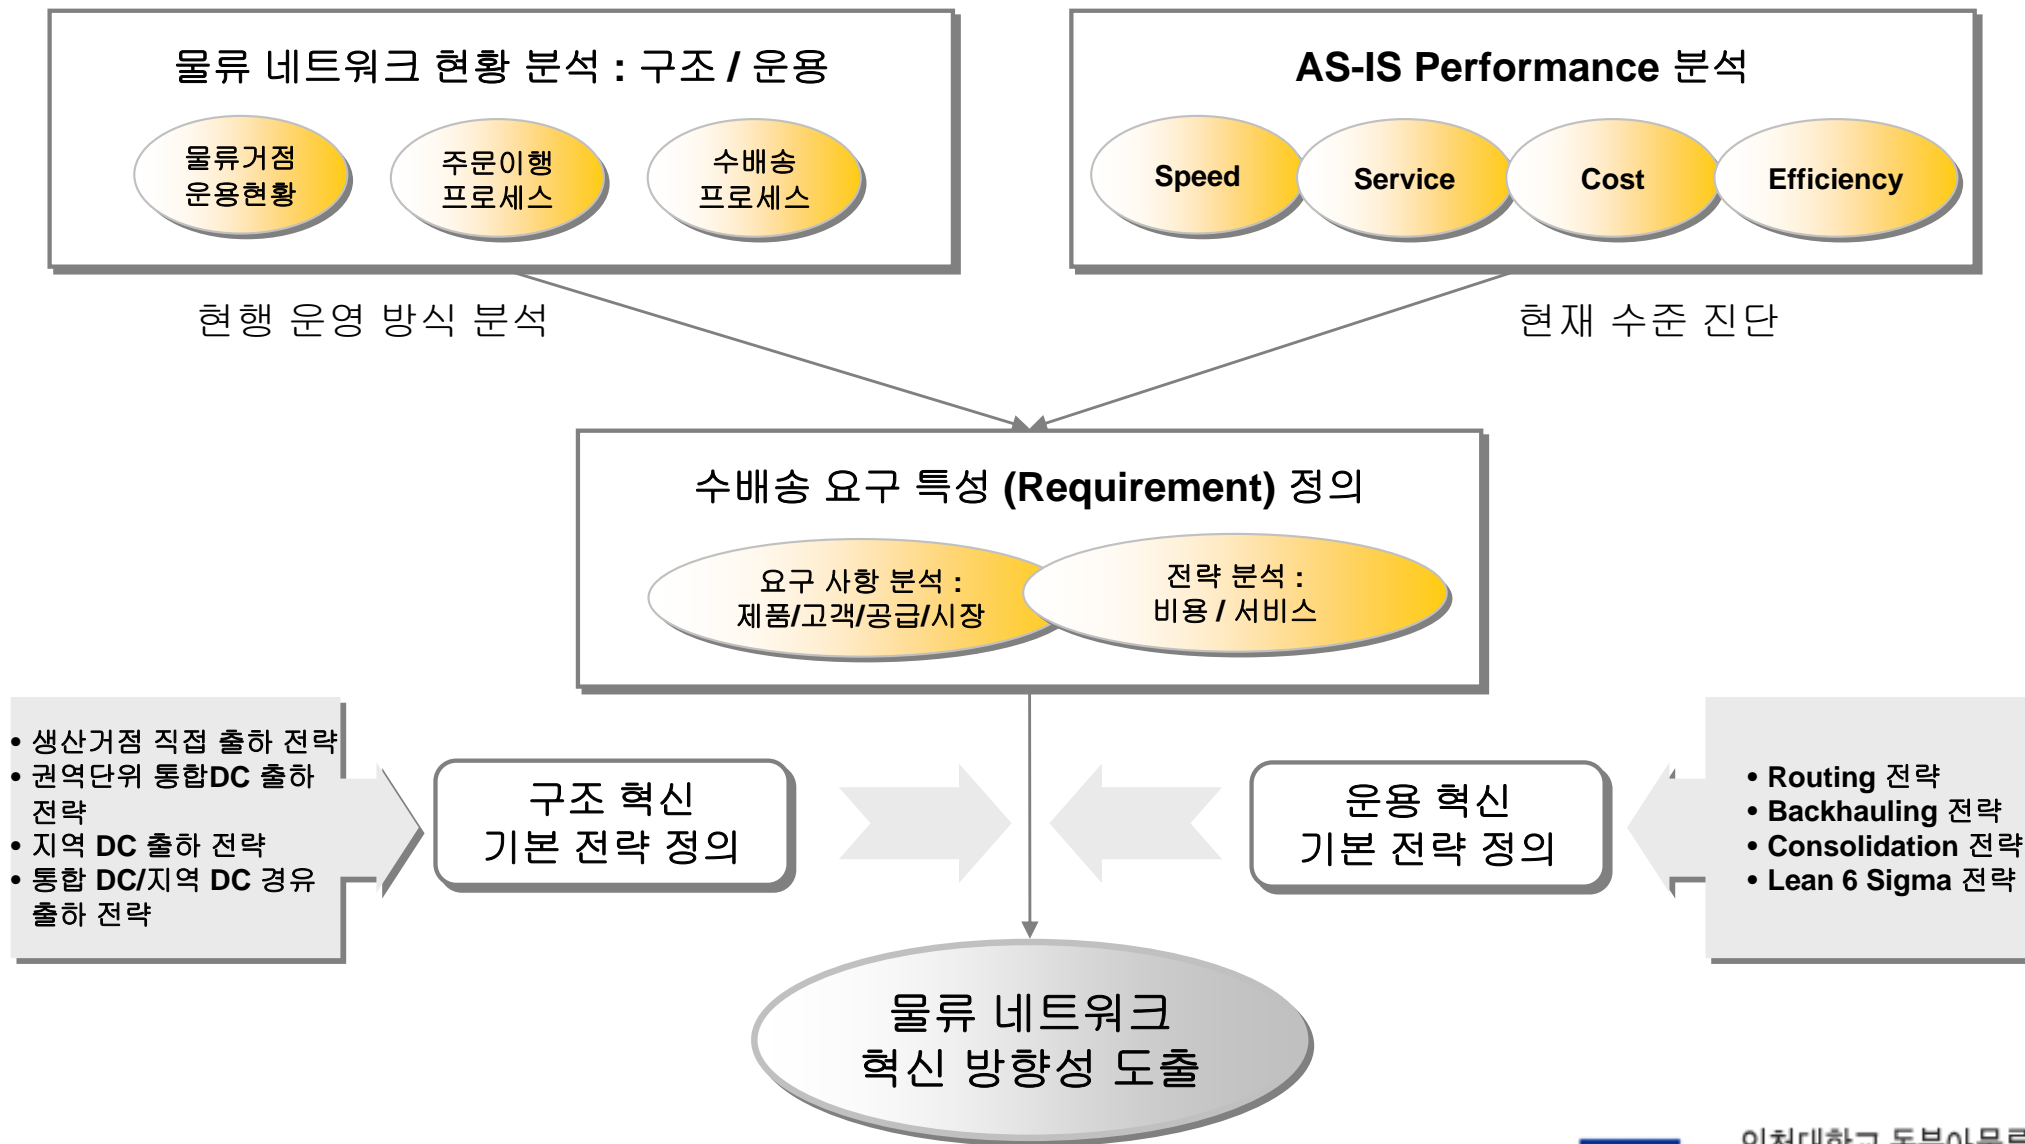 물류 네트워크 현황 분석 : 구조 / 운용
물류거점
운용현황
주문이행
프로세스
수배송
프로세스
AS-IS Performance 분석
Speed
Service
Cost
Efficiency
현행 운영 방식 분석
현재 수준 진단
수배송 요구 특성 (Requirement) 정의
요구 사항 분석 :
제품/고객/공급/시장
전략 분석 :
비용 / 서비스
• 생산거점 직접 출하 전략
• 권역단위 통합DC 출하
전략
• 지역 DC 출하 전략
• 통합 DC/지역 DC 경유
출하 전략
구조 혁신
기본 전략 정의
운용 혁신
기본 전략 정의
• Routing 전략
• Backhauling 전략
• Consolidation 전략
• Lean 6 Sigma 전략
물류 네트워크
혁신 방향성 도출